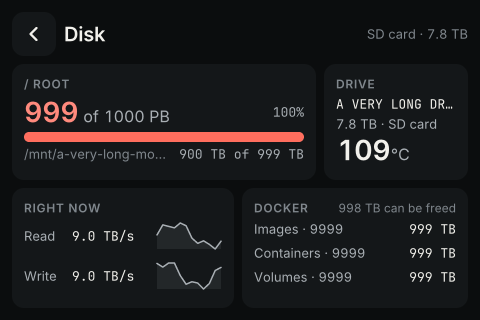 Disk
SD card · 7.8 TB
/ ROOT
999 of 1000 PB
100%
/mnt/a-very-long-mo… 900 TB of 999 TB
DRIVE
A VERY LONG DR…
7.8 TB · SD card
109°C
RIGHT NOW
Read 9.0 TB/s
Write 9.0 TB/s
DOCKER 998 TB can be freed
Images · 9999 999 TB
Containers · 9999 999 TB
Volumes · 9999 999 TB